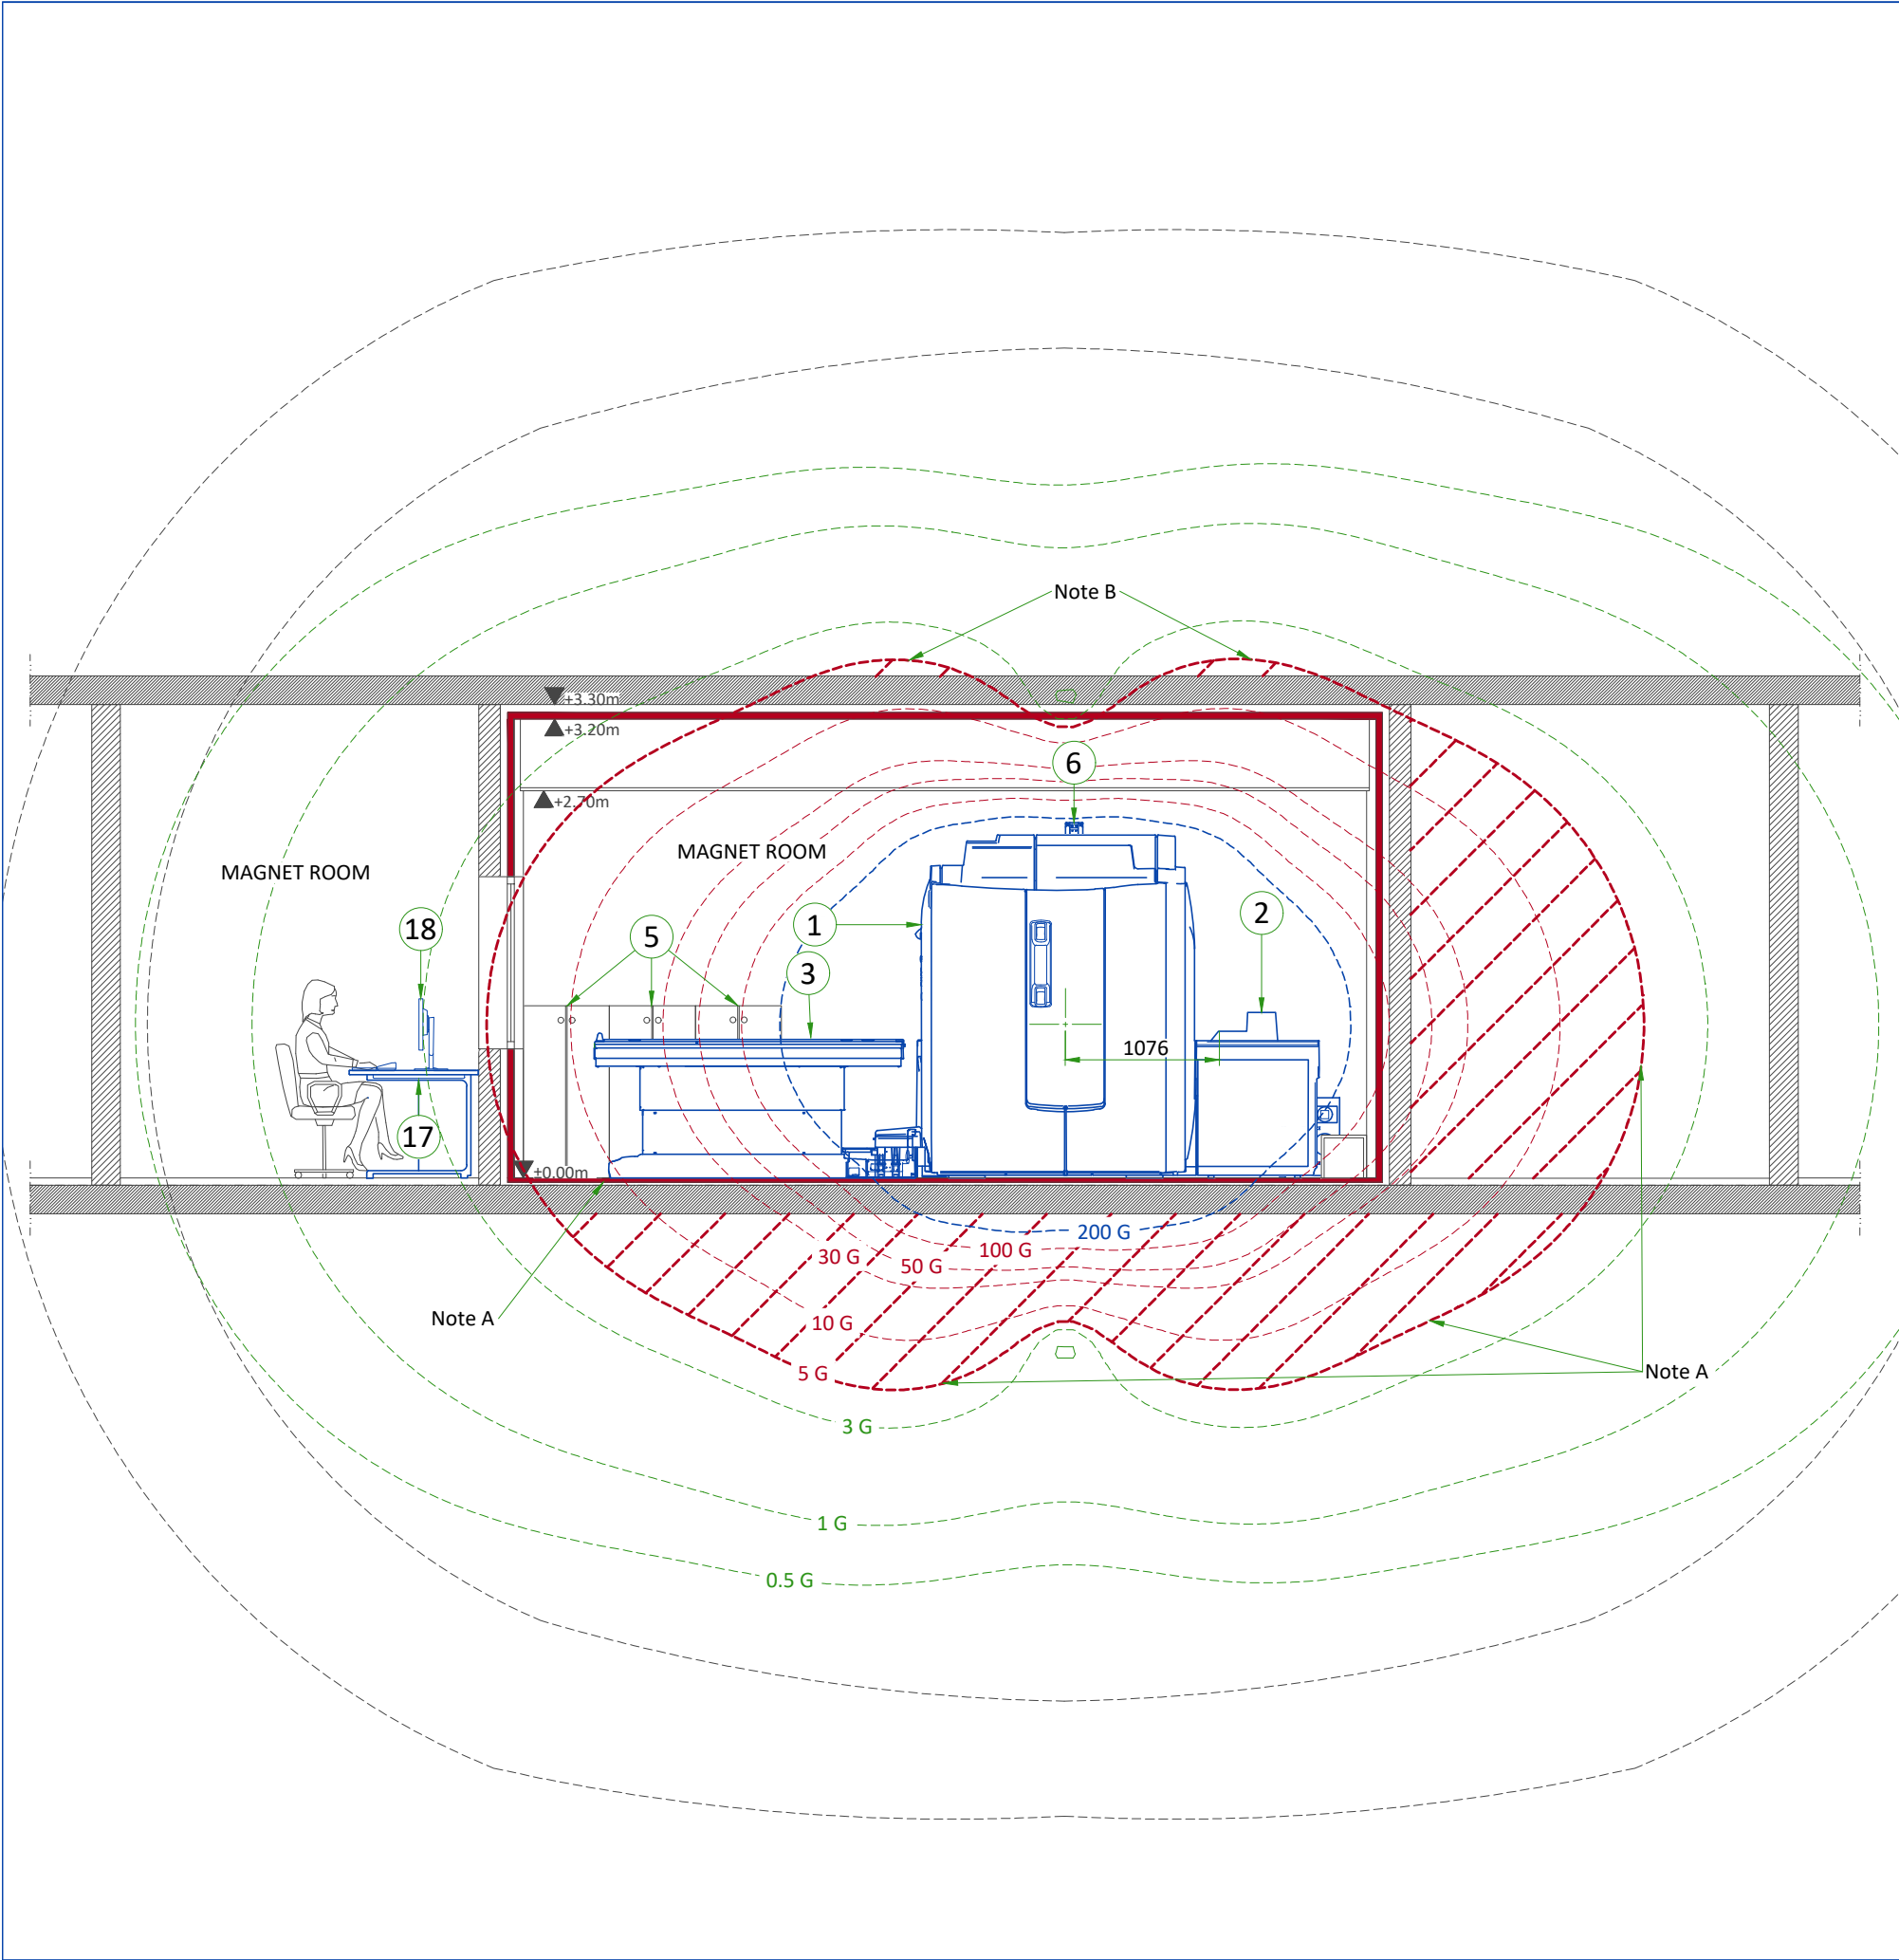 Note B
+3.30m
+3.20m
6
+2.70m
MAGNET ROOM
MAGNET ROOM
18
5
1
2
3
1076
17
+0.00m
200 G
100 G
30 G
50 G
Note A
10 G
5 G
Note A
3 G
1 G
0.5 G